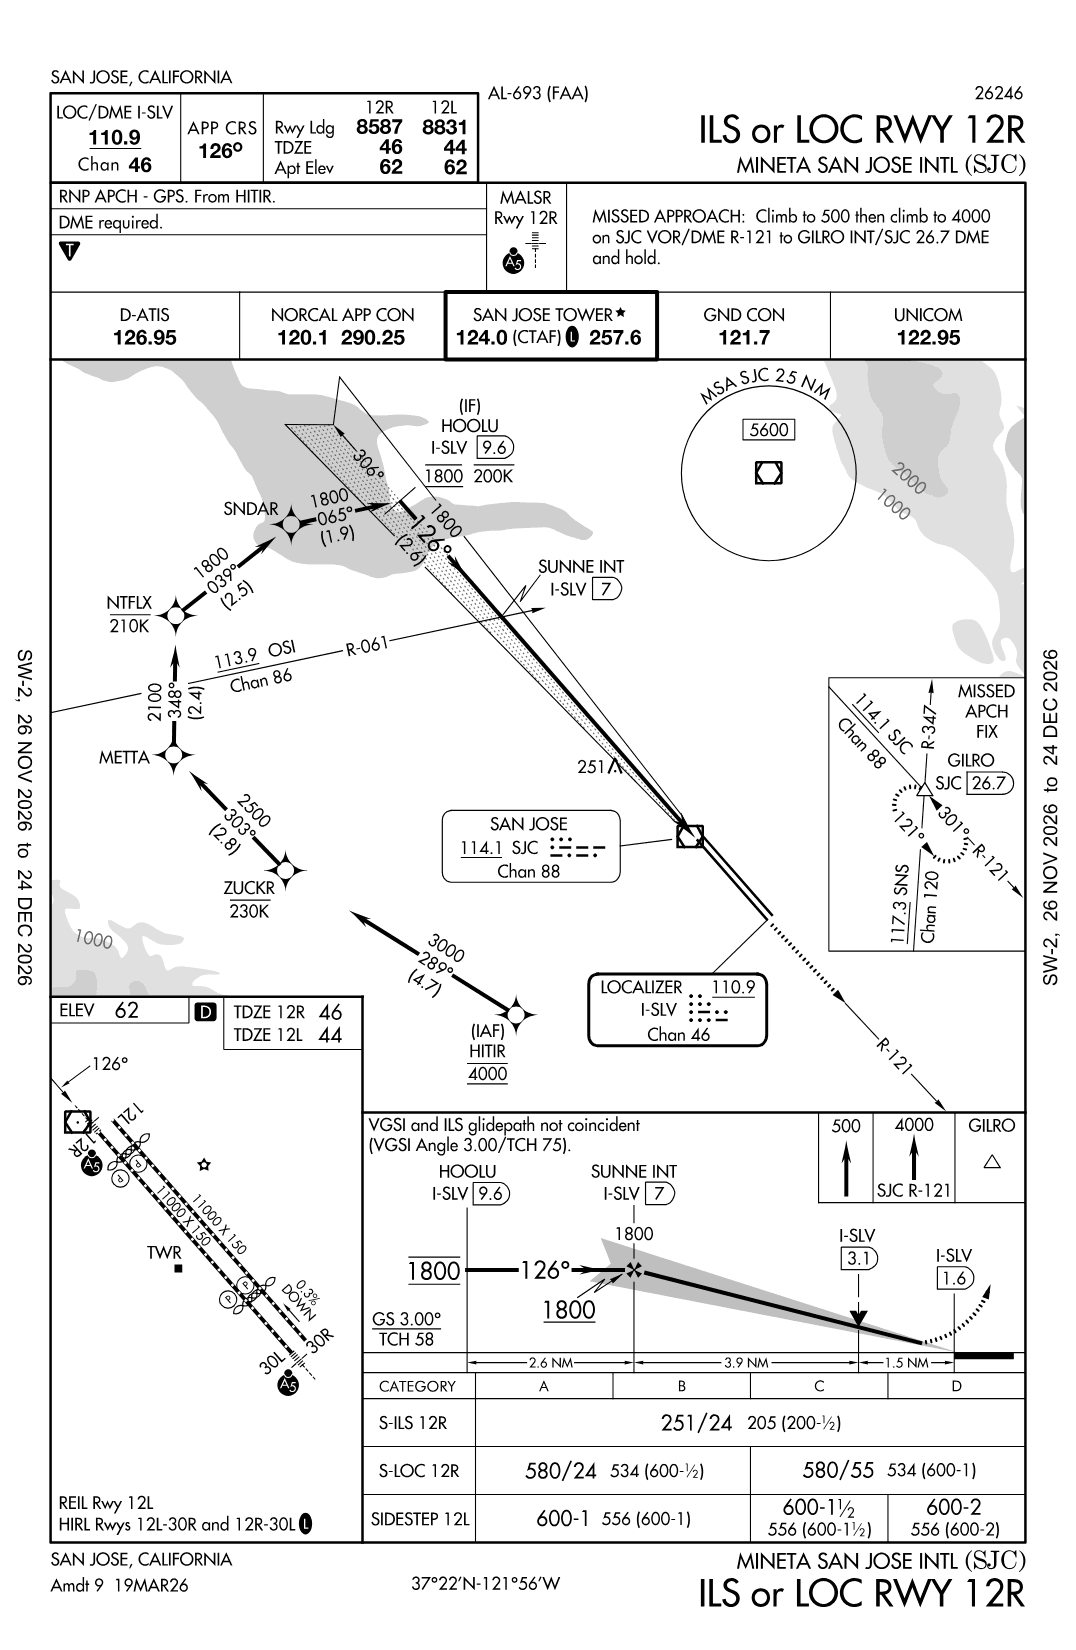 SAN JOSE, CALIFORNIA
AL-693 (FAA)
26246
LOC/DME I-SLV
110.9
Chan 46
APP CRS
126°
12R 12L
Rwy Ldg 8587 8831
TDZE 46 44
Apt Elev 62 62
ILS or LOC RWY 12R
MINETA SAN JOSE INTL (SJC)
RNP APCH - GPS. From HITIR.
DME required.
T
MALSR
Rwy 12R
A5
MISSED APPROACH: Climb to 500 then climb to 4000
on SJC VOR/DME R-121 to GILRO INT/SJC 26.7 DME
and hold.
D-ATIS
126.95
NORCAL APP CON
120.1 290.25
SAN JOSE TOWER★
124.0 (CTAF) L 257.6
GND CON
121.7
UNICOM
122.95
MSA SJC 25 NM
5600
2000
1000
(IF)
HOOLU
I-SLV 9.6
1800 200K
306°
SNDAR
1800
065°
(1.9)
1800
126°
(2.6)
SUNNE INT
I-SLV 7
1800
039°
(2.5)
NTFLX
210K
113.9 OSI
Chan 86
R-061
2100
348°
(2.4)
METTA
2500
303°
(2.8)
ZUCKR
230K
251
SAN JOSE
114.1 SJC
Chan 88
MISSED
APCH
FIX
114.1 SJC
Chan 88
R-347
GILRO
SJC 26.7
121°
301°
R-121
117.3 SNS
Chan 120
1000
3000
289°
(4.7)
(IAF)
HITIR
4000
LOCALIZER 110.9
I-SLV
Chan 46
R-121
SW-2, 26 NOV 2026 to 24 DEC 2026
SW-2, 26 NOV 2026 to 24 DEC 2026
ELEV 62
D
TDZE 12R 46
TDZE 12L 44
126°
12L
12R
A5
P
P
11000 X 150
11000 X 150
TWR
P
P
0.3%
DOWN
30R
30L
A5
REIL Rwy 12L
HIRL Rwys 12L-30R and 12R-30L L
VGSI and ILS glidepath not coincident
(VGSI Angle 3.00/TCH 75).
500
4000
SJC R-121
GILRO
HOOLU
I-SLV 9.6
SUNNE INT
I-SLV 7
1800
I-SLV
3.1
I-SLV
1.6
1800
126°
1800
GS 3.00°
TCH 58
2.6 NM
3.9 NM
1.5 NM
CATEGORY A B C D
S-ILS 12R 251/24 205 (200-½)
S-LOC 12R 580/24 534 (600-½) 580/55 534 (600-1)
SIDESTEP 12L 600-1 556 (600-1) 600-1½ 556 (600-1½) 600-2 556 (600-2)
SAN JOSE, CALIFORNIA
Amdt 9 19MAR26
37°22'N-121°56'W
MINETA SAN JOSE INTL (SJC)
ILS or LOC RWY 12R